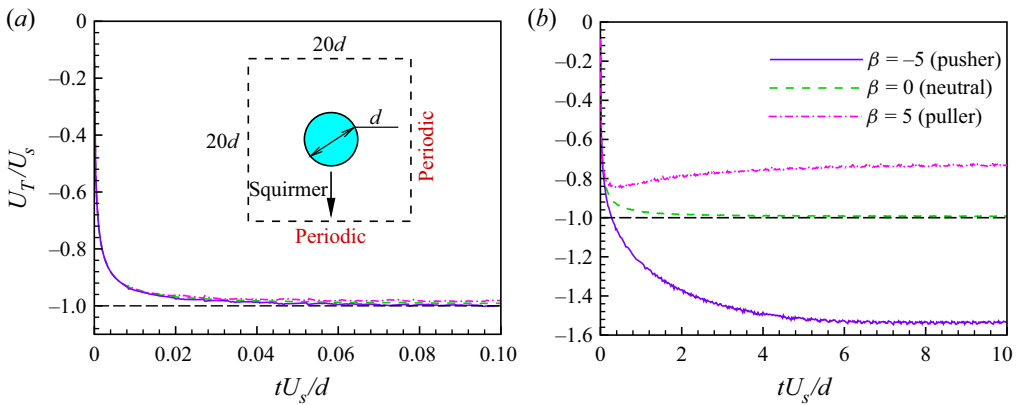 (a)
0
–0.2
–0.4
–0.6
–0.8
–1.0
U_T/U_s
0
0.02
0.04
0.06
0.08
0.10
tU_s/d
20d
20d
d
Squirmer
Periodic
Periodic
(b)
0
–0.2
–0.4
–0.6
–0.8
–1.0
–1.2
–1.4
–1.6
β = –5 (pusher)
β = 0 (neutral)
β = 5 (puller)
0
2
4
6
8
10
tU_s/d